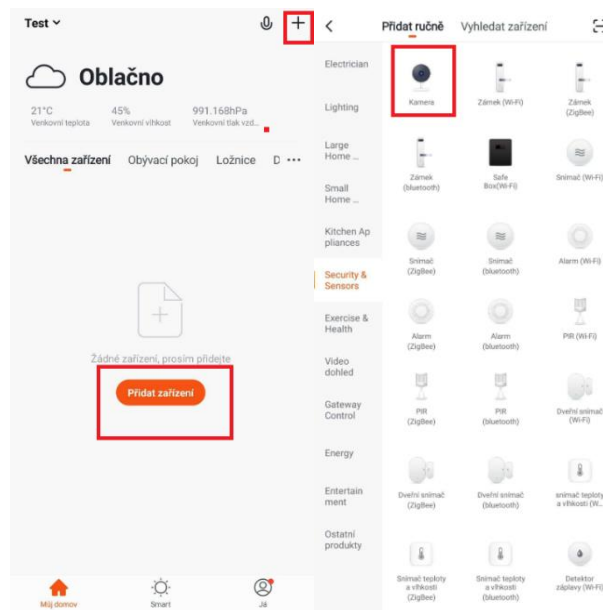 Test
Oblačno
21°C 45% 991.168hPa
Venkovní teplota Venkovní vlhkost Venkovní tlak vzd...
Všechna zařízení Obývací pokoj Ložnice D ...
Žádné zařízení, prosím přidejte
Přidat zařízení
Můj domov Smart Já
Přidat ručně Vyhledat zařízení
Electrician
Lighting
Large
Home ...
Small
Home ...
Kitchen Ap
pliances
Security &
Sensors
Exercise &
Health
Video
dohled
Gateway
Control
Energy
Entertain
ment
Ostatní
produkty
Kamera
Zámek (Wi-Fi)
Zámek
(ZigBee)
Zámek
(bluetooth)
Safe
Box(Wi-Fi)
Snímač (Wi-Fi)
Snímač
(ZigBee)
Snímač
(bluetooth)
Alarm (Wi-Fi)
Alarm
(ZigBee)
Alarm
(bluetooth)
PIR (Wi-Fi)
PIR
(ZigBee)
PIR
(bluetooth)
Dveřní snímač
(Wi-Fi)
Dveřní snímač
(ZigBee)
Dveřní snímač
(bluetooth)
snímač teploty
a vlhkosti (W...
Snímač teploty
a vlhkosti
(ZigBee)
Snímač teploty
a vlhkosti
(bluetooth)
Detektor
záplavy (Wi-Fi)